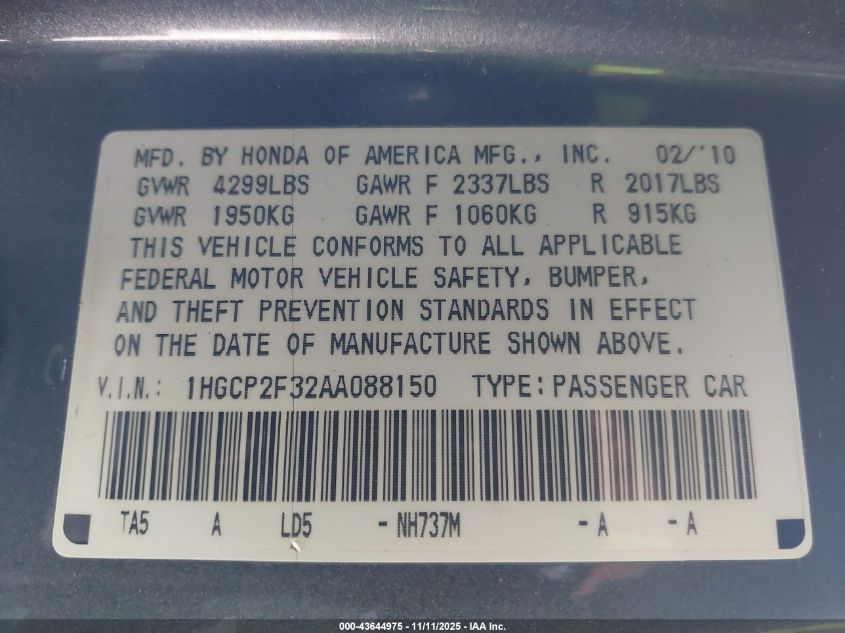 MFD. BY HONDA OF AMERICA MFG., INC. 02/'10
GVWR 4299LBS GAWR F 2337LBS R 2017LBS
GVWR 1950KG GAWR F 1060KG R 915KG
THIS VEHICLE CONFORMS TO ALL APPLICABLE
FEDERAL MOTOR VEHICLE SAFETY, BUMPER,
AND THEFT PREVENTION STANDARDS IN EFFECT
ON THE DATE OF MANUFACTURE SHOWN ABOVE.
V.I.N.: 1HGCP2F32AA088150 TYPE: PASSENGER CAR
TA5 A LD5 - NH737M - A - A
000-43644975 - 11/11/2025 - IAA Inc.